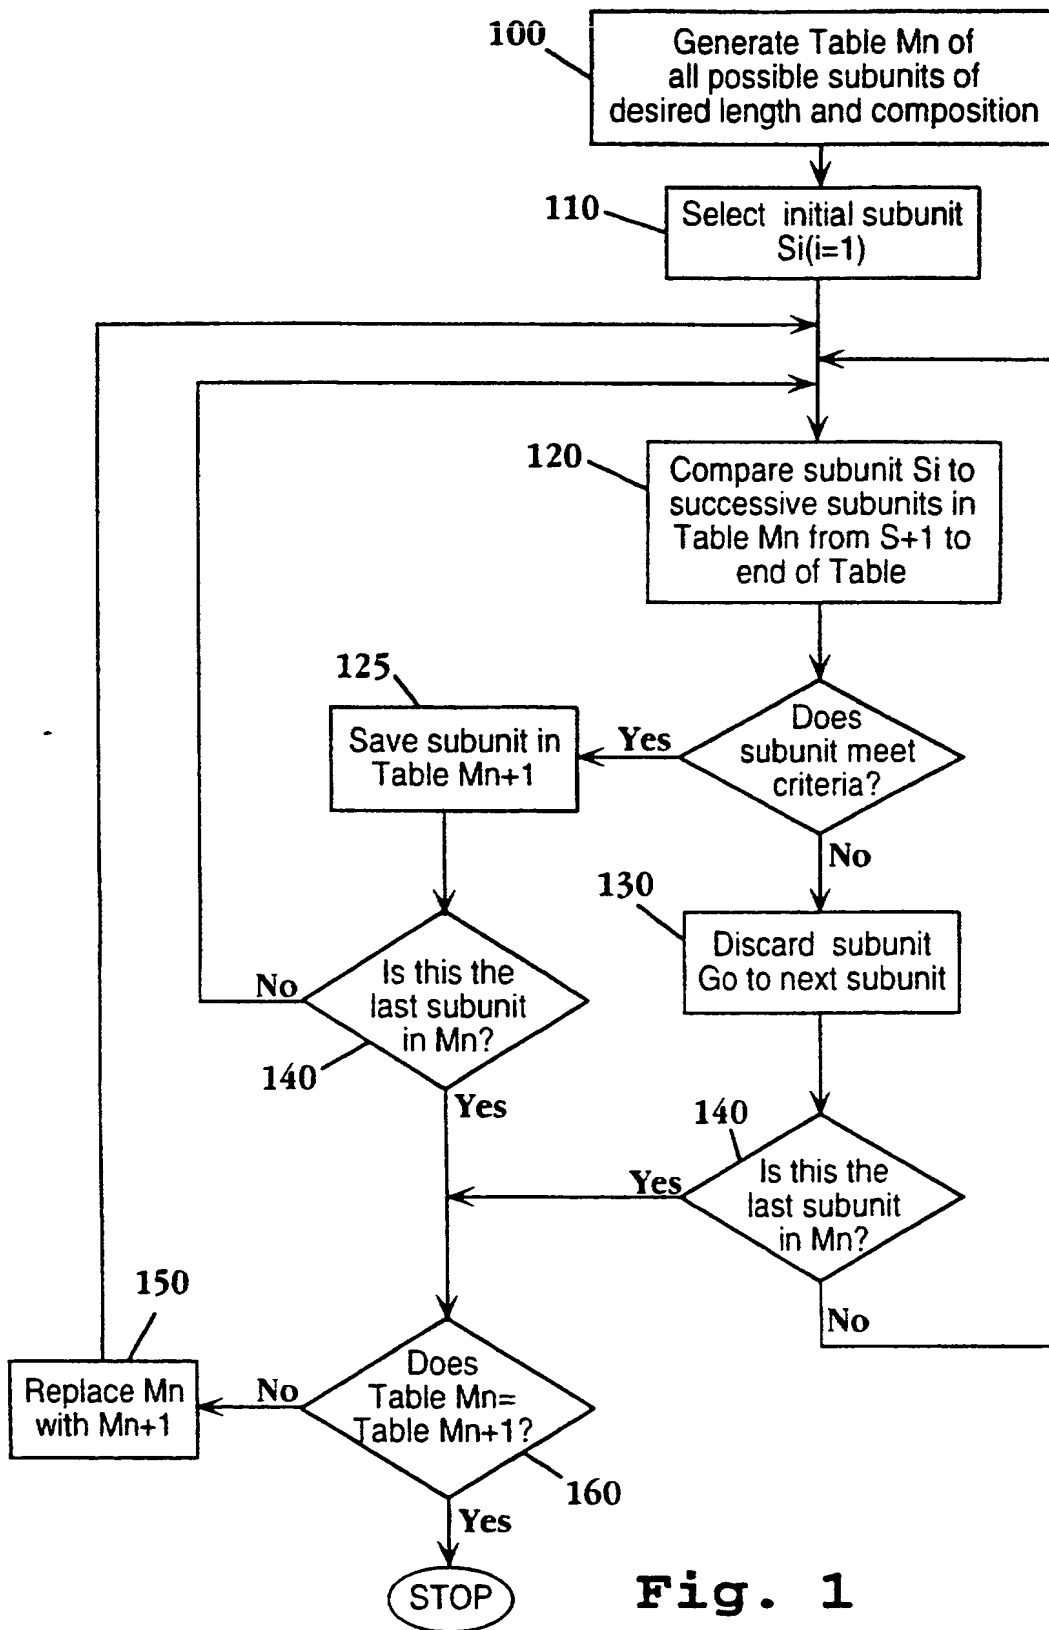 100
Generate Table Mn of
all possible subunits of
desired length and composition
110
Select initial subunit
Si(i=1)
120
Compare subunit Si to
successive subunits in
Table Mn from S+1 to
end of Table
125
Save subunit in
Table Mn+1
Yes
Does
subunit meet
criteria?
No
130
Discard subunit
Go to next subunit
No
Is this the
last subunit
in Mn?
140
Yes
140
Yes
Is this the
last subunit
in Mn?
No
150
Replace Mn
with Mn+1
No
Does
Table Mn=
Table Mn+1?
160
Yes
STOP
Fig. 1